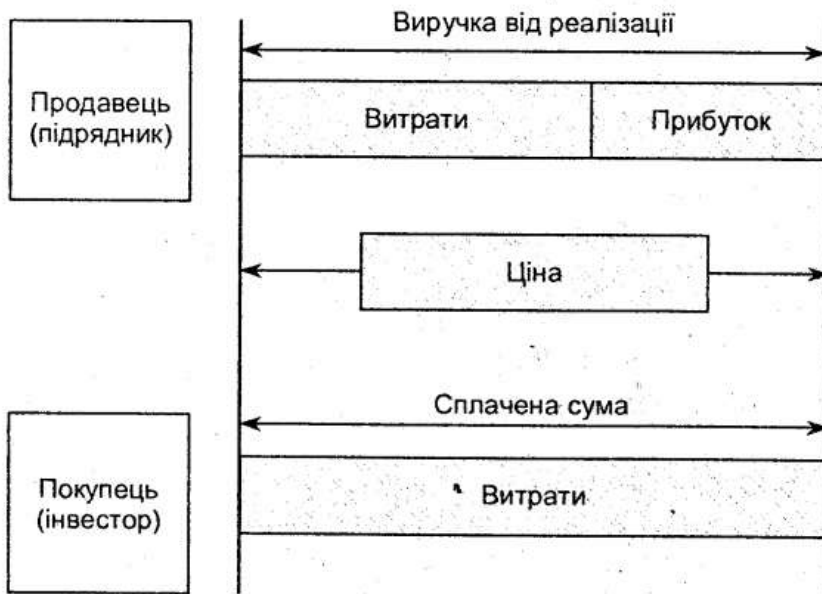 Виручка від реалізації
Продавець
(підрядник)
Витрати
Прибуток
Ціна
Сплачена сума
Покупець
(інвестор)
Витрати